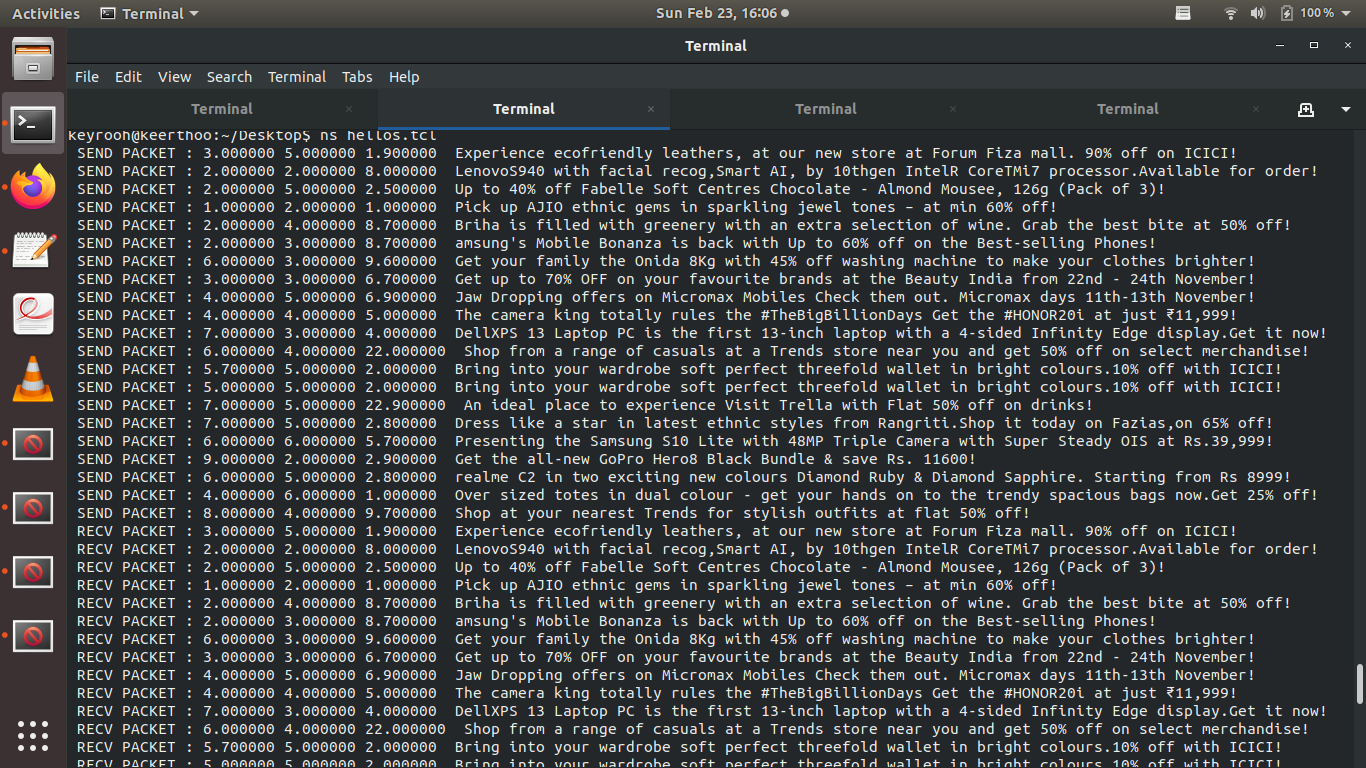 Activities Terminal Sun Feb 23, 16:06 100%
Terminal
File Edit View Search Terminal Tabs Help
Terminal Terminal Terminal Terminal
keyrooh@keerthoo:~/Desktop$ ns hellos.tcl
SEND PACKET : 3.000000 5.000000 1.900000 Experience ecofriendly leathers, at our new store at Forum Fiza mall. 90% off on ICICI!
SEND PACKET : 2.000000 2.000000 8.000000 LenovoS940 with facial recog,Smart AI, by 10thgen IntelR CoreTMi7 processor.Available for order!
SEND PACKET : 2.000000 5.000000 2.500000 Up to 40% off Fabelle Soft Centres Chocolate - Almond Mousee, 126g (Pack of 3)!
SEND PACKET : 1.000000 2.000000 1.000000 Pick up AJIO ethnic gems in sparkling jewel tones – at min 60% off!
SEND PACKET : 2.000000 4.000000 8.700000 Briha is filled with greenery with an extra selection of wine. Grab the best bite at 50% off!
SEND PACKET : 2.000000 3.000000 8.700000 amsung's Mobile Bonanza is back with Up to 60% off on the Best-selling Phones!
SEND PACKET : 6.000000 3.000000 9.600000 Get your family the Onida 8Kg with 45% off washing machine to make your clothes brighter!
SEND PACKET : 3.000000 3.000000 6.700000 Get up to 70% OFF on your favourite brands at the Beauty India from 22nd - 24th November!
SEND PACKET : 4.000000 5.000000 6.900000 Jaw Dropping offers on Micromax Mobiles Check them out. Micromax days 11th-13th November!
SEND PACKET : 4.000000 4.000000 5.000000 The camera king totally rules the #TheBigBillionDays Get the #HONOR20i at just ₹11,999!
SEND PACKET : 7.000000 3.000000 4.000000 DellXPS 13 Laptop PC is the first 13-inch laptop with a 4-sided Infinity Edge display.Get it now!
SEND PACKET : 6.000000 4.000000 22.000000 Shop from a range of casuals at a Trends store near you and get 50% off on select merchandise!
SEND PACKET : 5.700000 5.000000 2.000000 Bring into your wardrobe soft perfect threefold wallet in bright colours.10% off with ICICI!
SEND PACKET : 5.000000 5.000000 2.000000 Bring into your wardrobe soft perfect threefold wallet in bright colours.10% off with ICICI!
SEND PACKET : 7.000000 5.000000 22.900000 An ideal place to experience Visit Trella with Flat 50% off on drinks!
SEND PACKET : 7.000000 5.000000 2.800000 Dress like a star in latest ethnic styles from Rangriti.Shop it today on Fazias,on 65% off!
SEND PACKET : 6.000000 6.000000 5.700000 Presenting the Samsung S10 Lite with 48MP Triple Camera with Super Steady OIS at Rs.39,999!
SEND PACKET : 9.000000 2.000000 2.900000 Get the all-new GoPro Hero8 Black Bundle & save Rs. 11600!
SEND PACKET : 6.000000 5.000000 2.800000 realme C2 in two exciting new colours Diamond Ruby & Diamond Sapphire. Starting from Rs 8999!
SEND PACKET : 4.000000 6.000000 1.000000 Over sized totes in dual colour - get your hands on to the trendy spacious bags now.Get 25% off!
SEND PACKET : 8.000000 4.000000 9.700000 Shop at your nearest Trends for stylish outfits at flat 50% off!
RECV PACKET : 3.000000 5.000000 1.900000 Experience ecofriendly leathers, at our new store at Forum Fiza mall. 90% off on ICICI!
RECV PACKET : 2.000000 2.000000 8.000000 LenovoS940 with facial recog,Smart AI, by 10thgen IntelR CoreTMi7 processor.Available for order!
RECV PACKET : 2.000000 5.000000 2.500000 Up to 40% off Fabelle Soft Centres Chocolate - Almond Mousee, 126g (Pack of 3)!
RECV PACKET : 1.000000 2.000000 1.000000 Pick up AJIO ethnic gems in sparkling jewel tones – at min 60% off!
RECV PACKET : 2.000000 4.000000 8.700000 Briha is filled with greenery with an extra selection of wine. Grab the best bite at 50% off!
RECV PACKET : 2.000000 3.000000 8.700000 amsung's Mobile Bonanza is back with Up to 60% off on the Best-selling Phones!
RECV PACKET : 6.000000 3.000000 9.600000 Get your family the Onida 8Kg with 45% off washing machine to make your clothes brighter!
RECV PACKET : 3.000000 3.000000 6.700000 Get up to 70% OFF on your favourite brands at the Beauty India from 22nd - 24th November!
RECV PACKET : 4.000000 5.000000 6.900000 Jaw Dropping offers on Micromax Mobiles Check them out. Micromax days 11th-13th November!
RECV PACKET : 4.000000 4.000000 5.000000 The camera king totally rules the #TheBigBillionDays Get the #HONOR20i at just ₹11,999!
RECV PACKET : 7.000000 3.000000 4.000000 DellXPS 13 Laptop PC is the first 13-inch laptop with a 4-sided Infinity Edge display.Get it now!
RECV PACKET : 6.000000 4.000000 22.000000 Shop from a range of casuals at a Trends store near you and get 50% off on select merchandise!
RECV PACKET : 5.700000 5.000000 2.000000 Bring into your wardrobe soft perfect threefold wallet in bright colours.10% off with ICICI!
RECV PACKET : 5.000000 5.000000 2.000000 Bring into your wardrobe soft perfect threefold wallet in bright colours.10% off with ICICI!